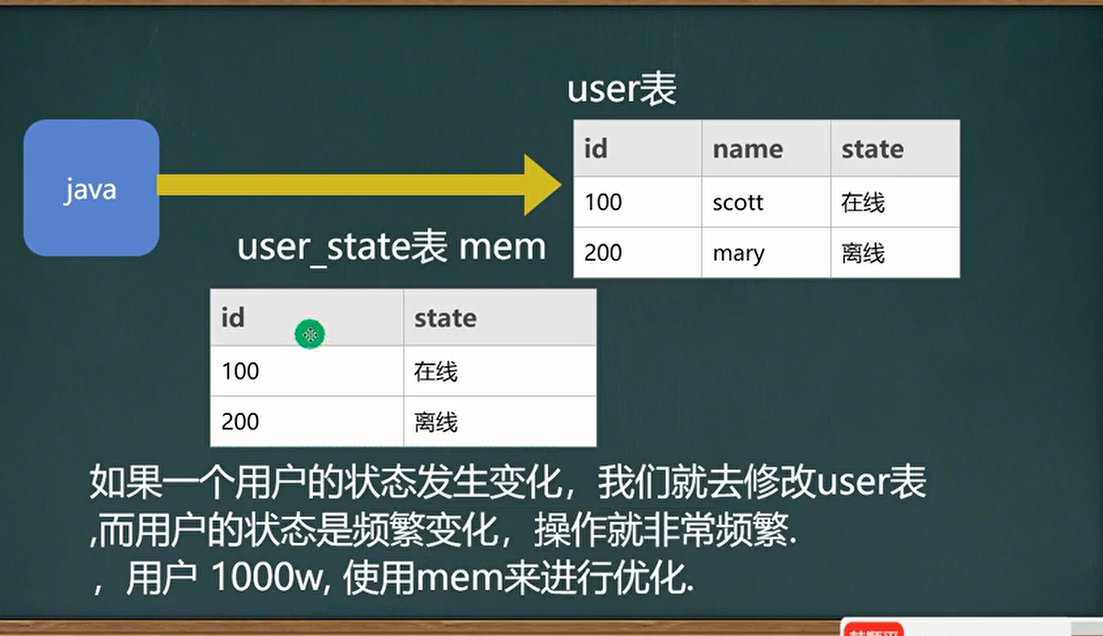 user表
id name state
100 scott 在线
200 mary 离线
java
user_state表 mem
id state
100 在线
200 离线
如果一个用户的状态发生变化，我们就去修改user表
,而用户的状态是频繁变化，操作就非常频繁.
，用户 1000w, 使用mem来进行优化.